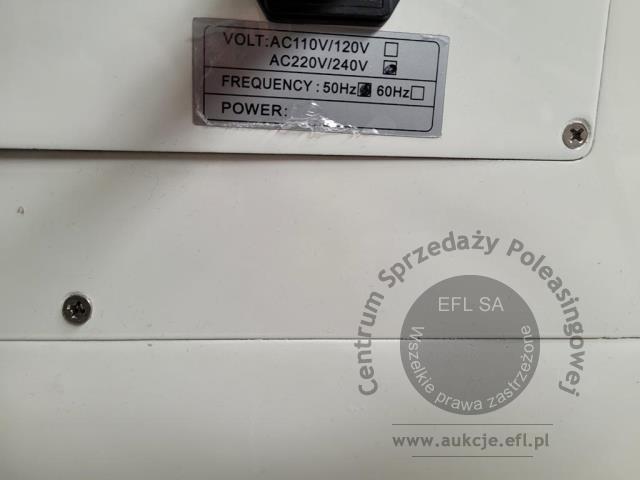 VOLT:AC110V/120V
AC220V/240V
FREQUENCY : 50Hz 60Hz
POWER:
Centrum Sprzedaży Poleasingowej
EFL SA
Wszelkie prawa zastrzeżone
www.aukcje.efl.pl